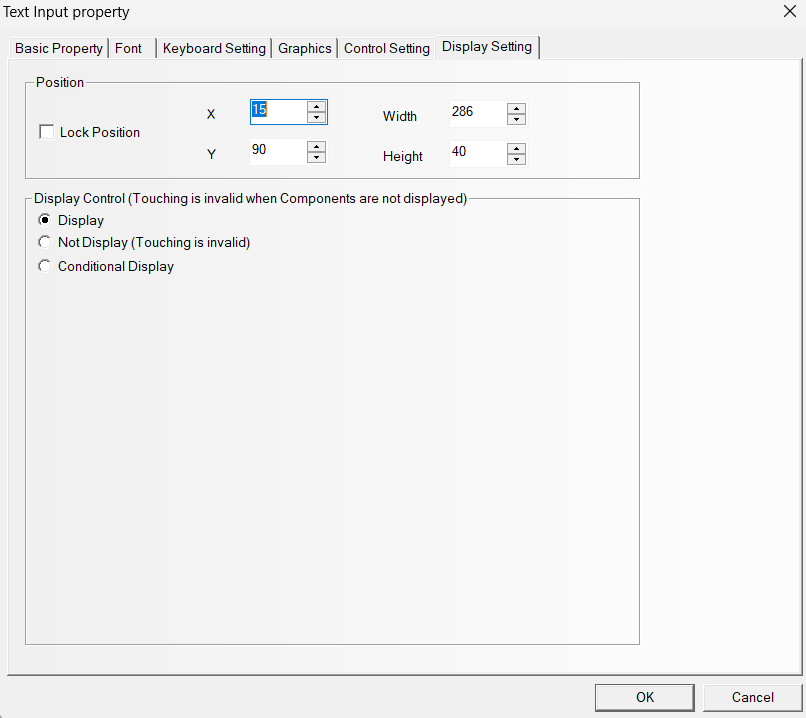 Text Input property
Basic Property Font Keyboard Setting Graphics Control Setting Display Setting
Position
X 15 Width 286
Lock Position
Y 90 Height 40
Display Control (Touching is invalid when Components are not displayed)
Display
Not Display (Touching is invalid)
Conditional Display
OK Cancel